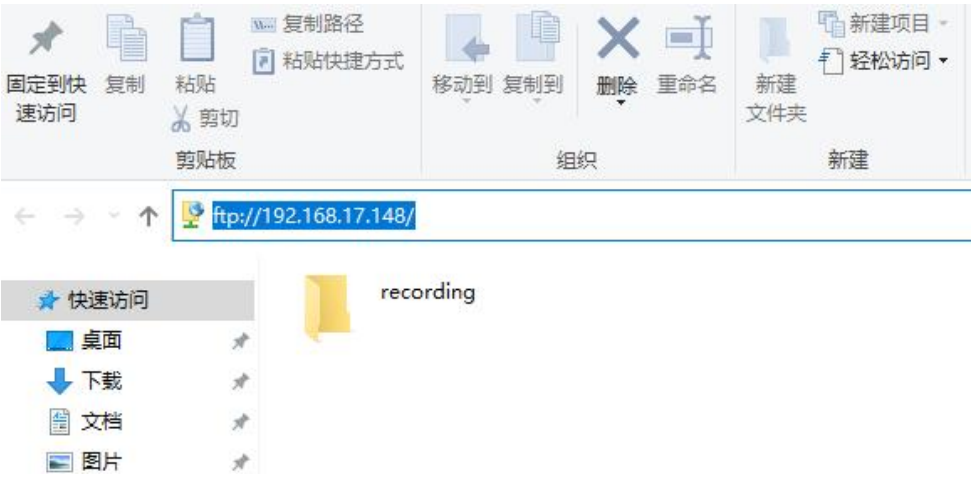 固定到快
速访问
复制
粘贴
复制路径
粘贴快捷方式
剪切
剪贴板
移动到
复制到
删除
重命名
组织
新建
文件夹
新建项目
轻松访问
新建
ftp://192.168.17.148/
快速访问
桌面
下载
文档
图片
recording